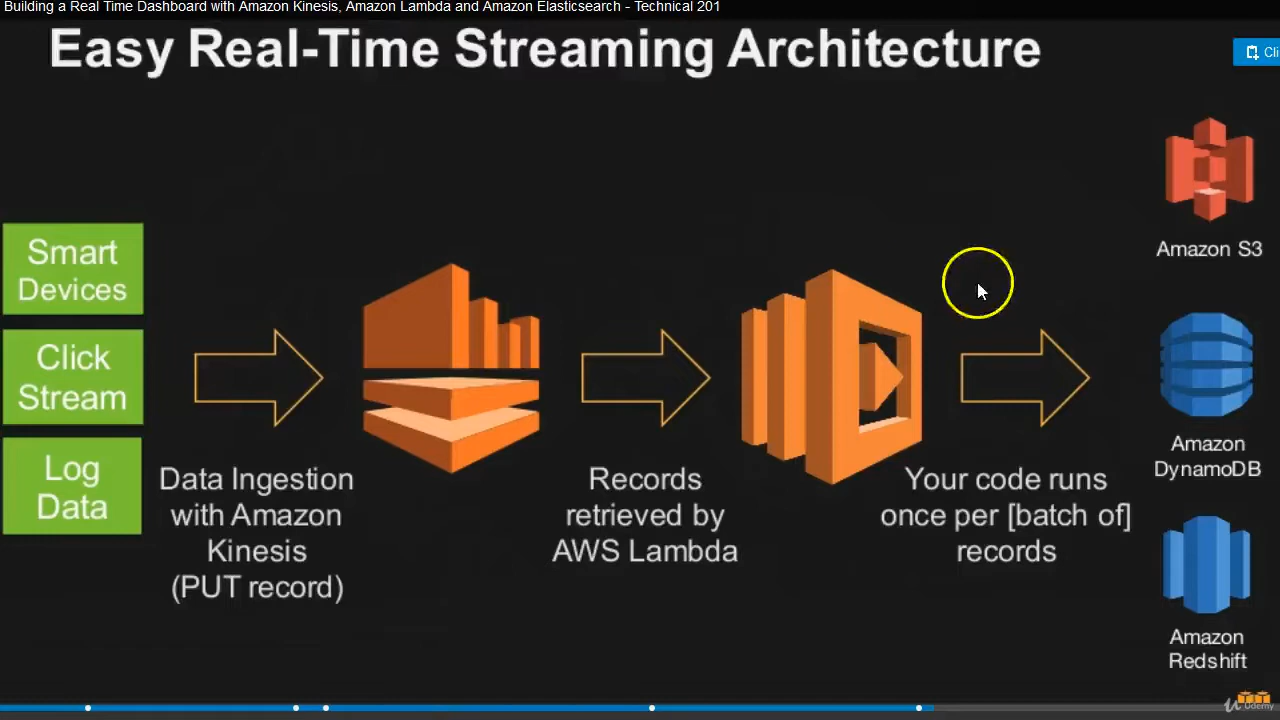 Building a Real Time Dashboard with Amazon Kinesis, Amazon Lambda and Amazon Elasticsearch - Technical 201
Easy Real-Time Streaming Architecture
Cli
Smart
Devices
Click
Stream
Log
Data
Data Ingestion
with Amazon
Kinesis
(PUT record)
Records
retrieved by
AWS Lambda
Your code runs
once per [batch of]
records
Amazon S3
Amazon
DynamoDB
Amazon
Redshift
Udemy